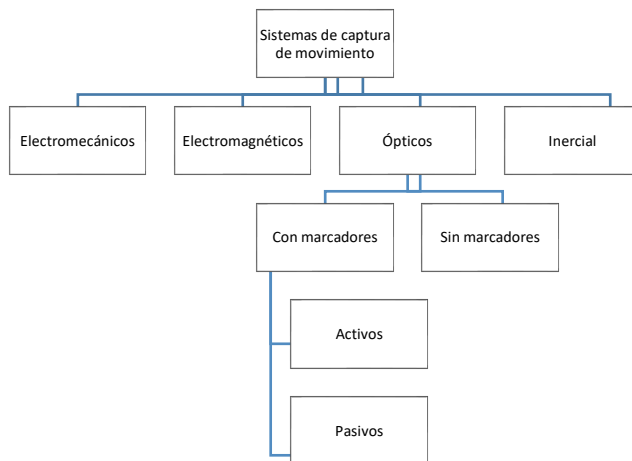 Sistemas de captura
de movimiento
Electromecánicos
Electromagnéticos
Ópticos
Inercial
Con marcadores
Sin marcadores
Activos
Pasivos